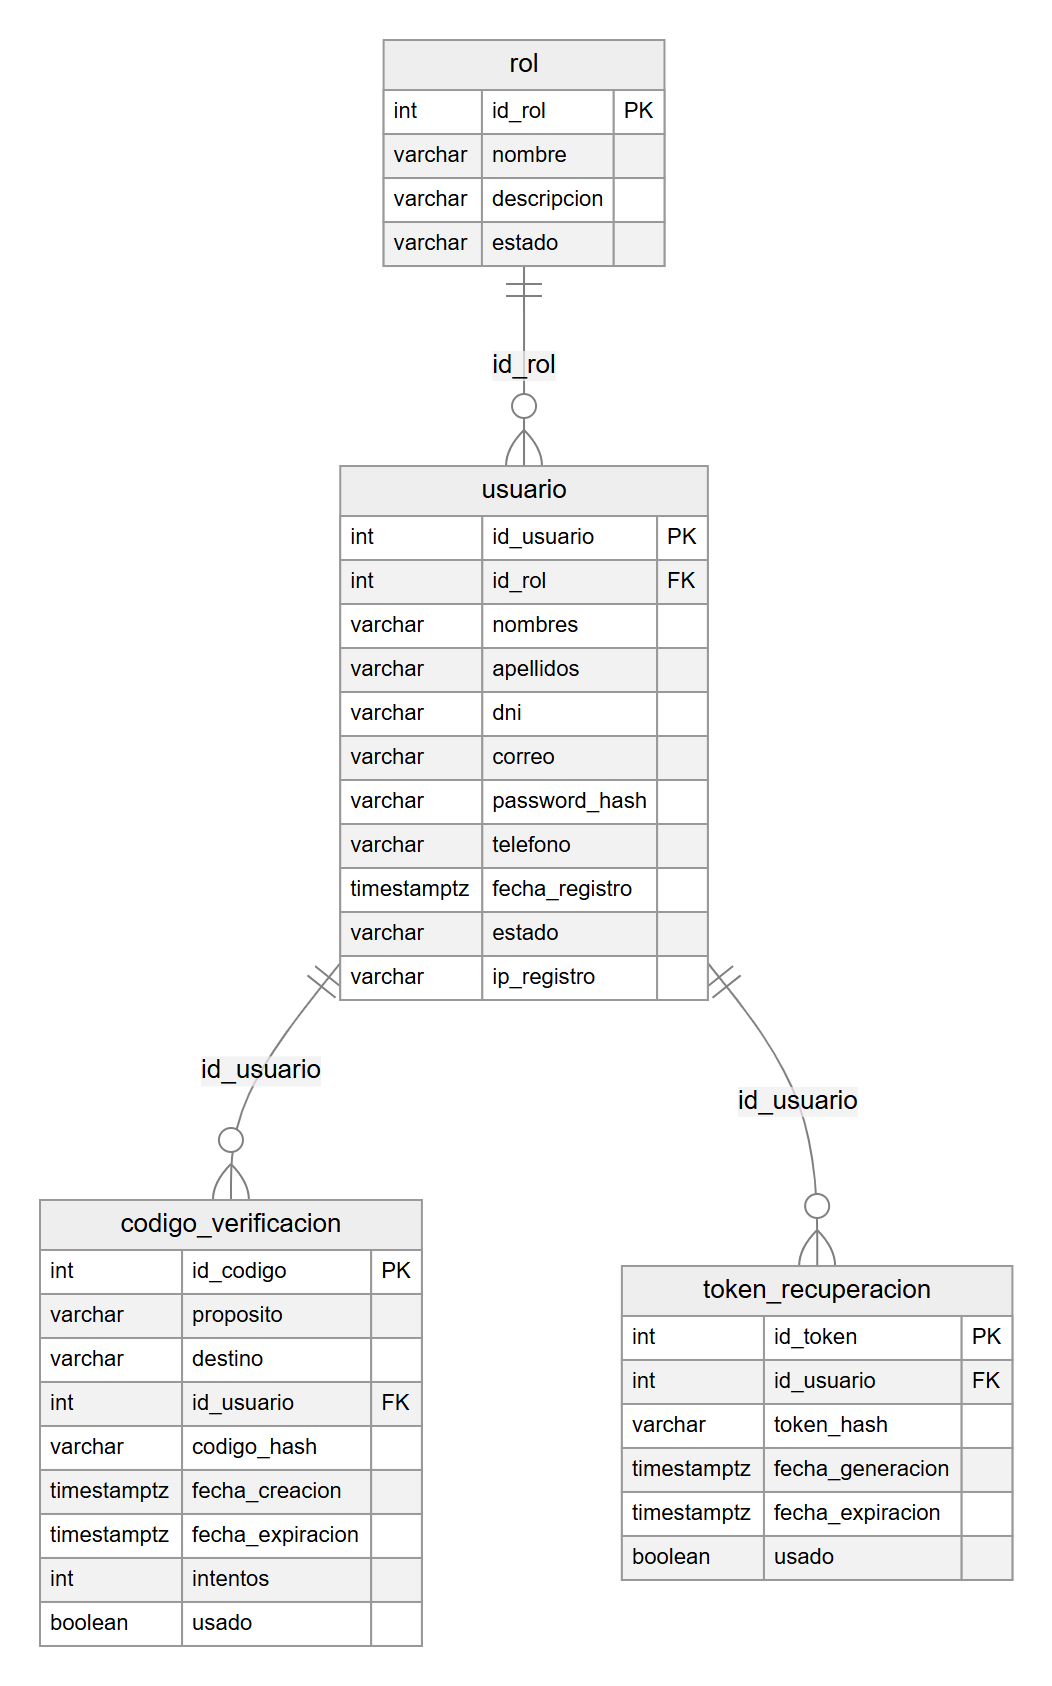 rol
int id_rol PK
varchar nombre
varchar descripcion
varchar estado
id_rol
usuario
int id_usuario PK
int id_rol FK
varchar nombres
varchar apellidos
varchar dni
varchar correo
varchar password_hash
varchar telefono
timestamptz fecha_registro
varchar estado
varchar ip_registro
id_usuario
id_usuario
codigo_verificacion
int id_codigo PK
varchar proposito
varchar destino
int id_usuario FK
varchar codigo_hash
timestamptz fecha_creacion
timestamptz fecha_expiracion
int intentos
boolean usado
token_recuperacion
int id_token PK
int id_usuario FK
varchar token_hash
timestamptz fecha_generacion
timestamptz fecha_expiracion
boolean usado